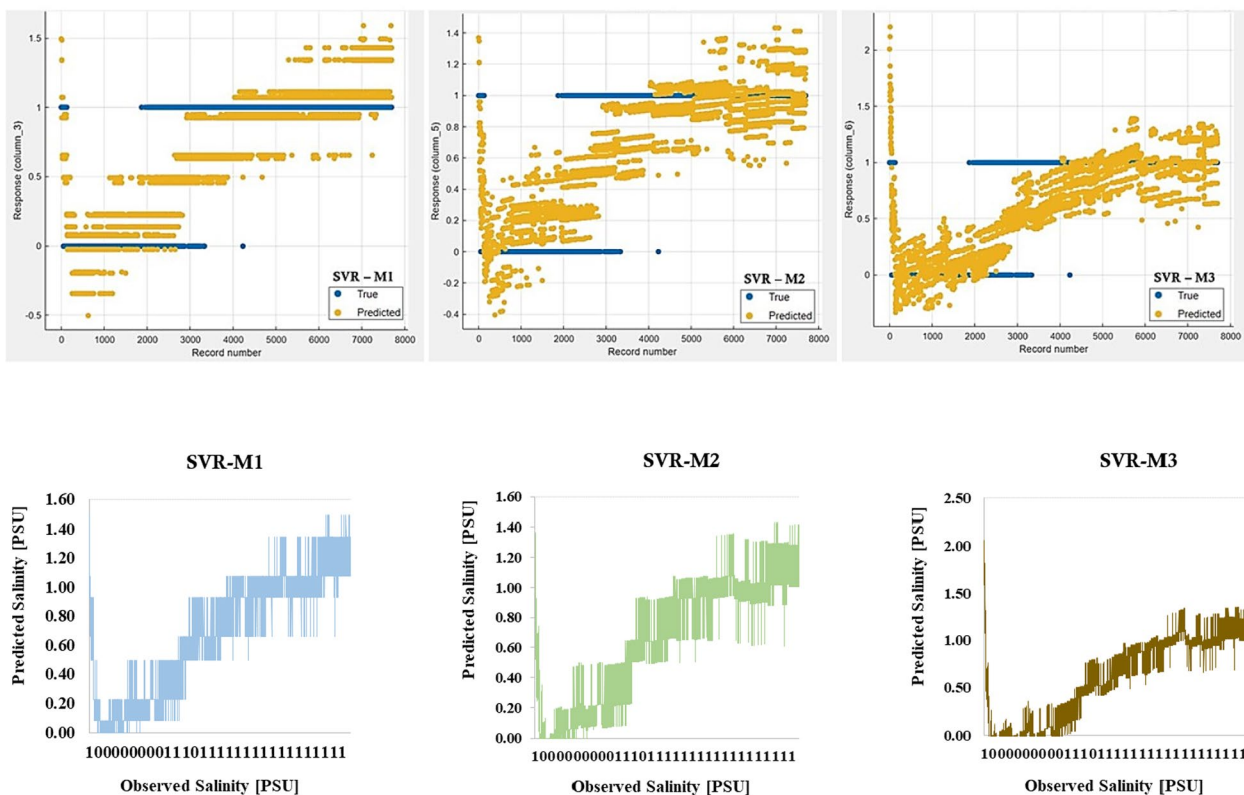 1.5
1
0.5
0
-0.5
Response (column_3)
SVR – M1
True
Predicted
0 1000 2000 3000 4000 5000 6000 7000 8000
Record number
1.4
1.2
1
0.8
0.6
0.4
0.2
0
-0.2
-0.4
Response (column_5)
SVR – M2
True
Predicted
0 1000 2000 3000 4000 5000 6000 7000 8000
Record number
2
1.5
1
0.5
0
Response (column_6)
SVR – M3
True
Predicted
0 1000 2000 3000 4000 5000 6000 7000 8000
Record number
SVR-M1
1.60
1.40
1.20
1.00
0.80
0.60
0.40
0.20
0.00
Predicted Salinity [PSU]
Observed Salinity [PSU]
SVR-M2
1.60
1.40
1.20
1.00
0.80
0.60
0.40
0.20
0.00
Predicted Salinity [PSU]
Observed Salinity [PSU]
SVR-M3
2.50
2.00
1.50
1.00
0.50
0.00
Predicted Salinity [PSU]
Observed Salinity [PSU]